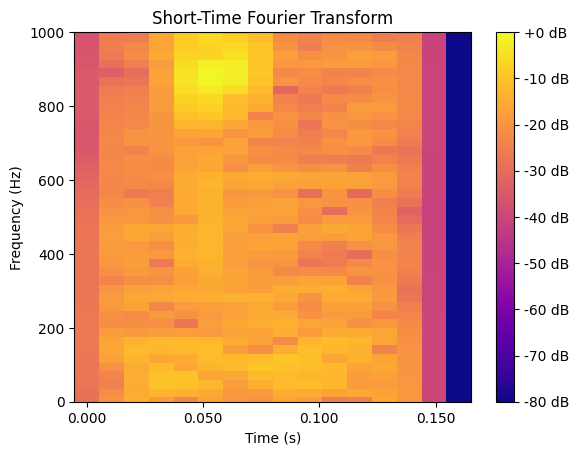 Short-Time Fourier Transform
1000
800
600
400
200
0
Frequency (Hz)
0.000
0.050
0.100
0.150
Time (s)
+0 dB
-10 dB
-20 dB
-30 dB
-40 dB
-50 dB
-60 dB
-70 dB
-80 dB